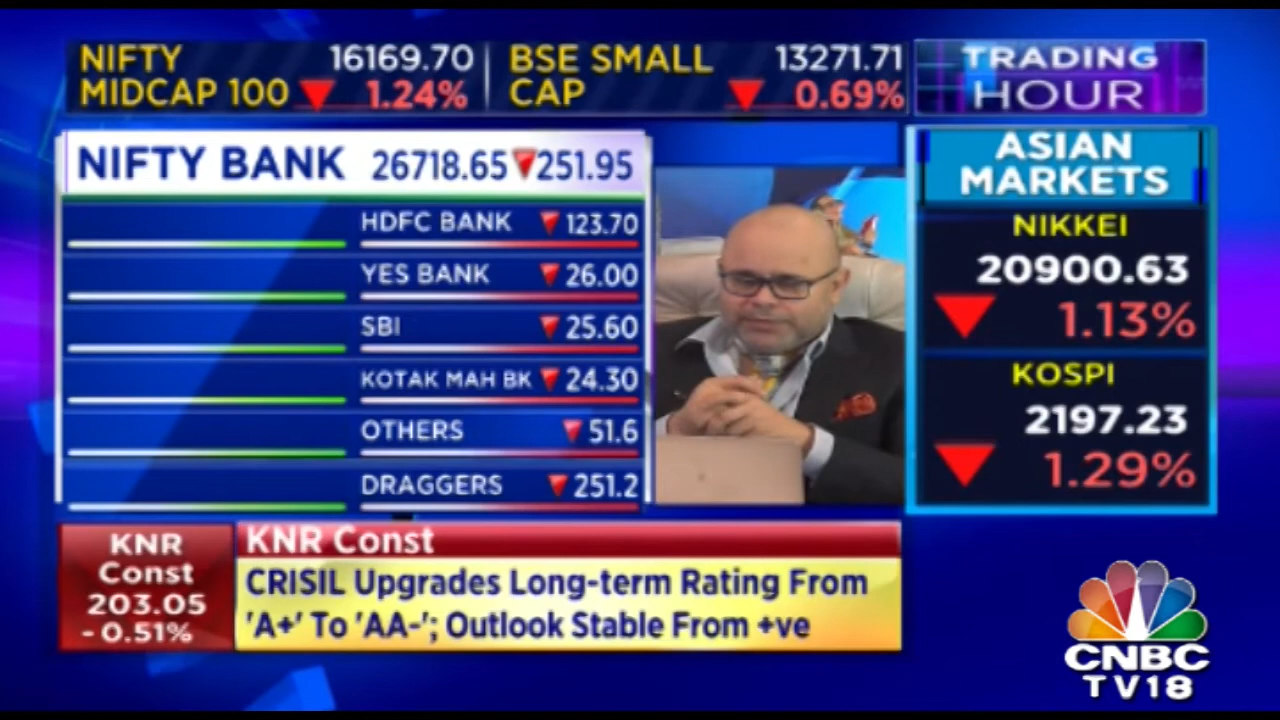 NIFTY 16169.70
MIDCAP 100 1.24%
BSE SMALL 13271.71
CAP 0.69%
TRADING
HOUR
NIFTY BANK 26718.65 251.95
HDFC BANK 123.70
YES BANK 26.00
SBI 25.60
KOTAK MAH BK 24.30
OTHERS 51.6
DRAGGERS 251.2
ASIAN
MARKETS
NIKKEI
20900.63
1.13%
KOSPI
2197.23
1.29%
KNR
Const
203.05
-0.51%
KNR Const
CRISIL Upgrades Long-term Rating From
'A+' To 'AA-'; Outlook Stable From +ve
CNBC
TV18